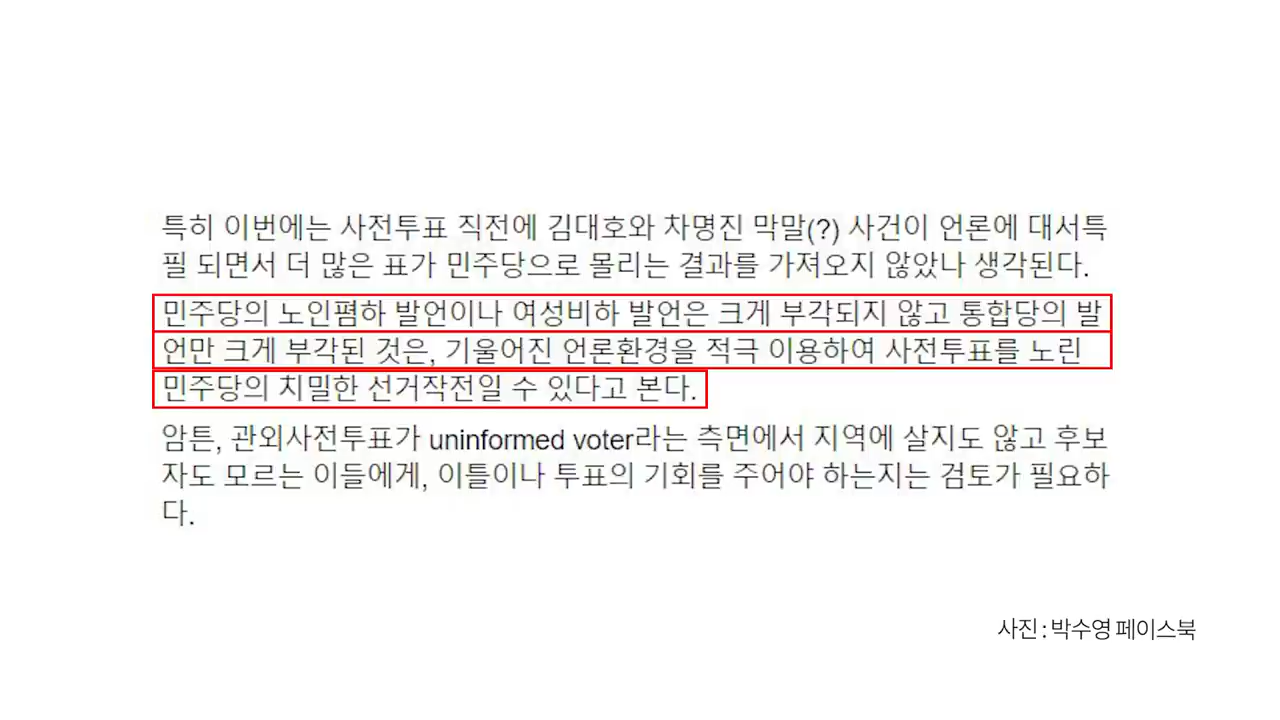 특히 이번에는 사전투표 직전에 김대호와 차명진 막말(?) 사건이 언론에 대서특
필 되면서 더 많은 표가 민주당으로 몰리는 결과를 가져오지 않았나 생각된다.
민주당의 노인폄하 발언이나 여성비하 발언은 크게 부각되지 않고 통합당의 발
언만 크게 부각된 것은, 기울어진 언론환경을 적극 이용하여 사전투표를 노린
민주당의 치밀한 선거작전일 수 있다고 본다.
암튼, 관외사전투표가 uninformed voter라는 측면에서 지역에 살지도 않고 후보
자도 모르는 이들에게, 이틀이나 투표의 기회를 주어야 하는지는 검토가 필요하
다.
사진 : 박수영 페이스북